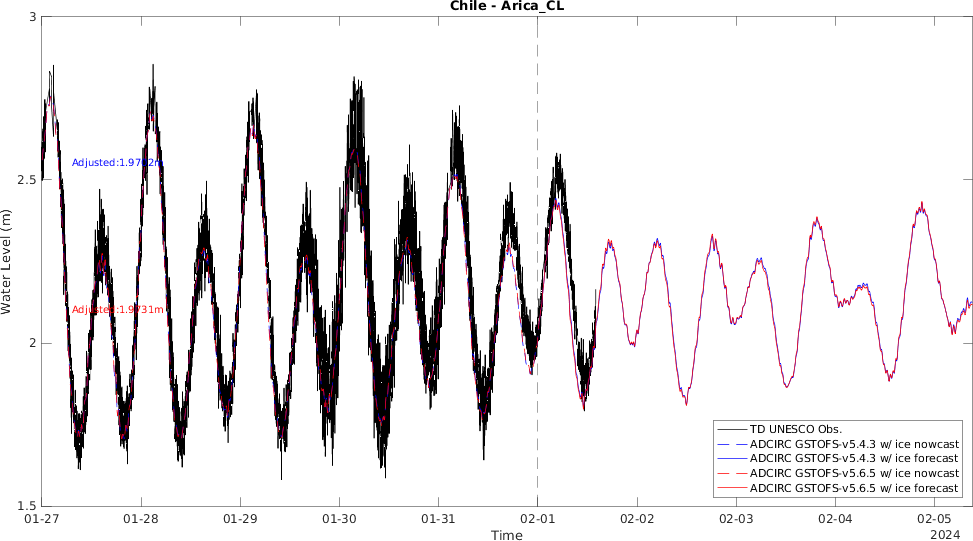 Chile - Arica_CL
3
2.5
2
1.5
Water Level (m)
Adjusted:1.9702m
Adjusted:1.9731m
TD UNESCO Obs.
ADCIRC GSTOFS-v5.4.3 w/ ice nowcast
ADCIRC GSTOFS-v5.4.3 w/ ice forecast
ADCIRC GSTOFS-v5.6.5 w/ ice nowcast
ADCIRC GSTOFS-v5.6.5 w/ ice forecast
01-27 01-28 01-29 01-30 01-31 02-01 02-02 02-03 02-04 02-05
Time
2024